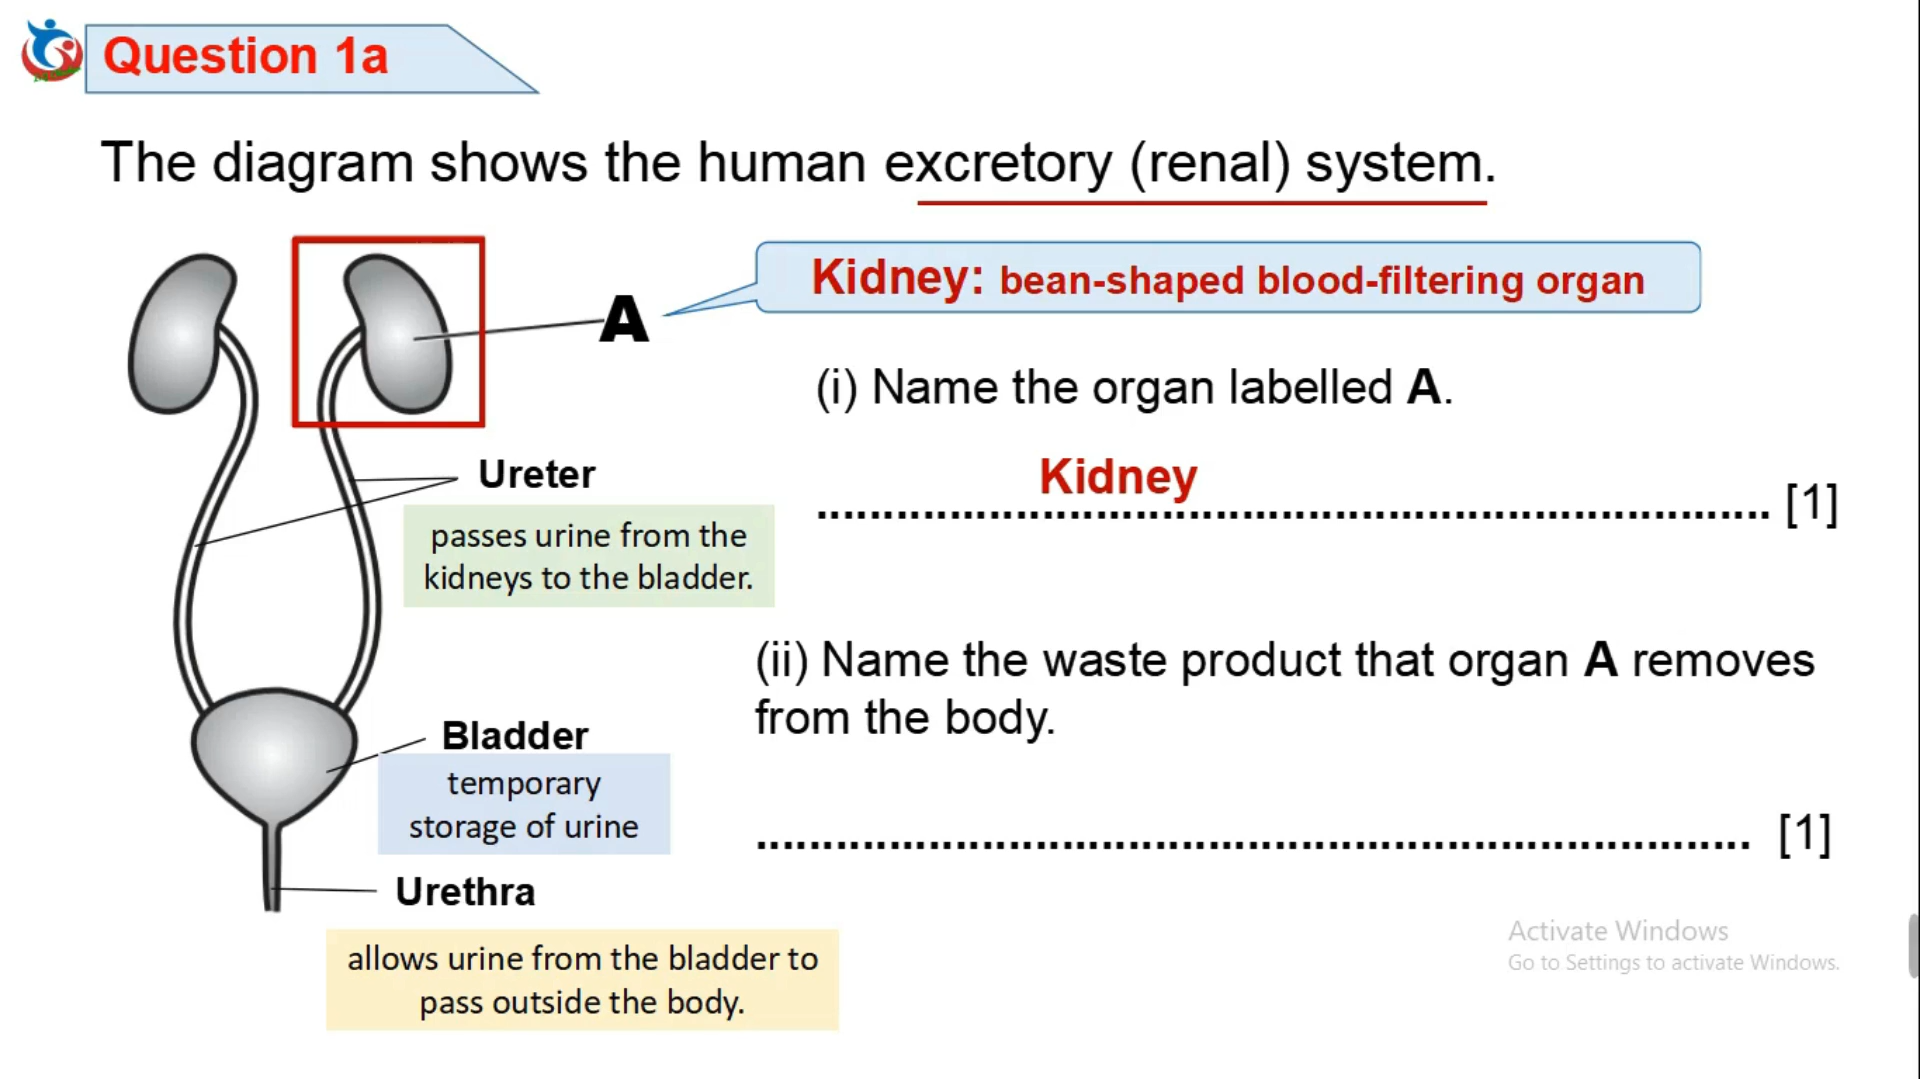 Question 1a
The diagram shows the human excretory (renal) system.
A
Kidney: bean-shaped blood-filtering organ
(i) Name the organ labelled A.
Kidney
[1]
Ureter
passes urine from the
kidneys to the bladder.
(ii) Name the waste product that organ A removes
from the body.
[1]
Bladder
temporary
storage of urine
Urethra
allows urine from the bladder to
pass outside the body.
Activate Windows
Go to Settings to activate Windows.